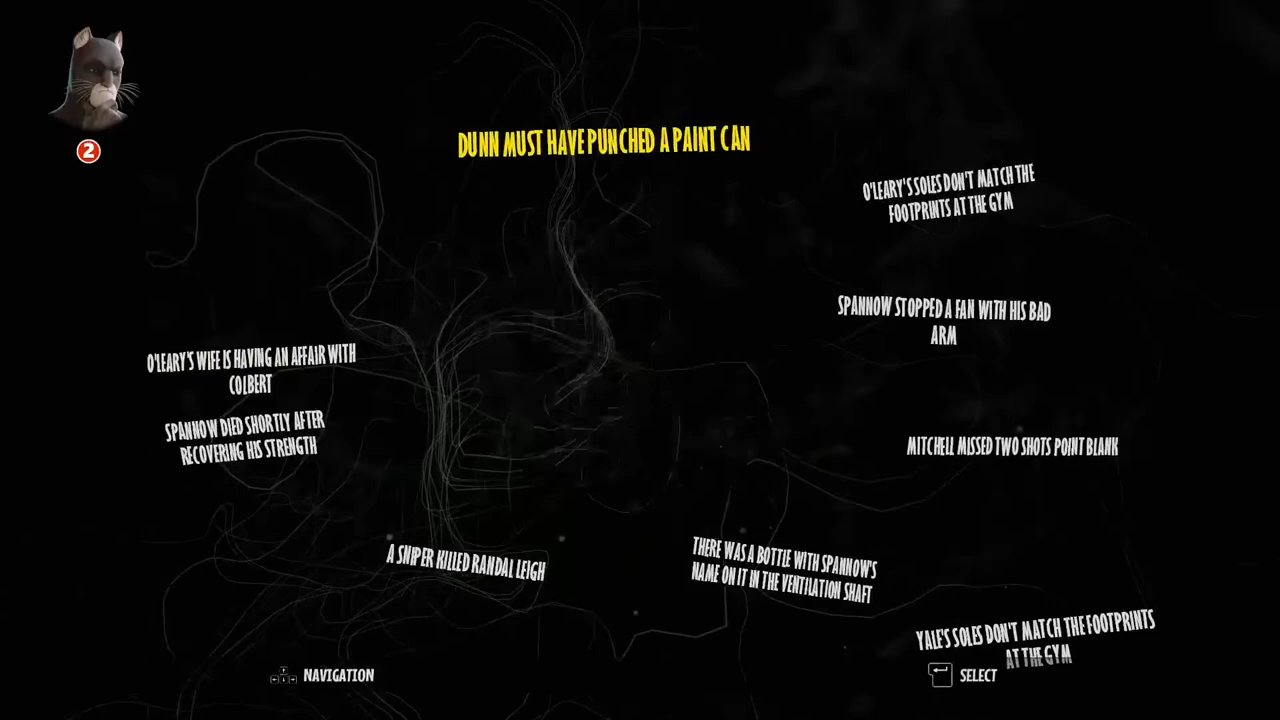 2
DUNN MUST HAVE PUNCHED A PAINT CAN
O'LEARY'S SOLES DON'T MATCH THE
FOOTPRINTS AT THE GYM
SPANNOW STOPPED A FAN WITH HIS BAD
ARM
O'LEARY'S WIFE IS HAVING AN AFFAIR WITH
COLBERT
SPANNOW DIED SHORTLY AFTER
RECOVERING HIS STRENGTH
MITCHELL MISSED TWO SHOTS POINT BLANK
A SNIPER KILLED RANDAL LEIGH
THERE WAS A BOTTLE WITH SPANNOW'S
NAME ON IT IN THE VENTILATION SHAFT
YALE'S SOLES DON'T MATCH THE FOOTPRINTS
AT THE GYM
NAVIGATION
SELECT